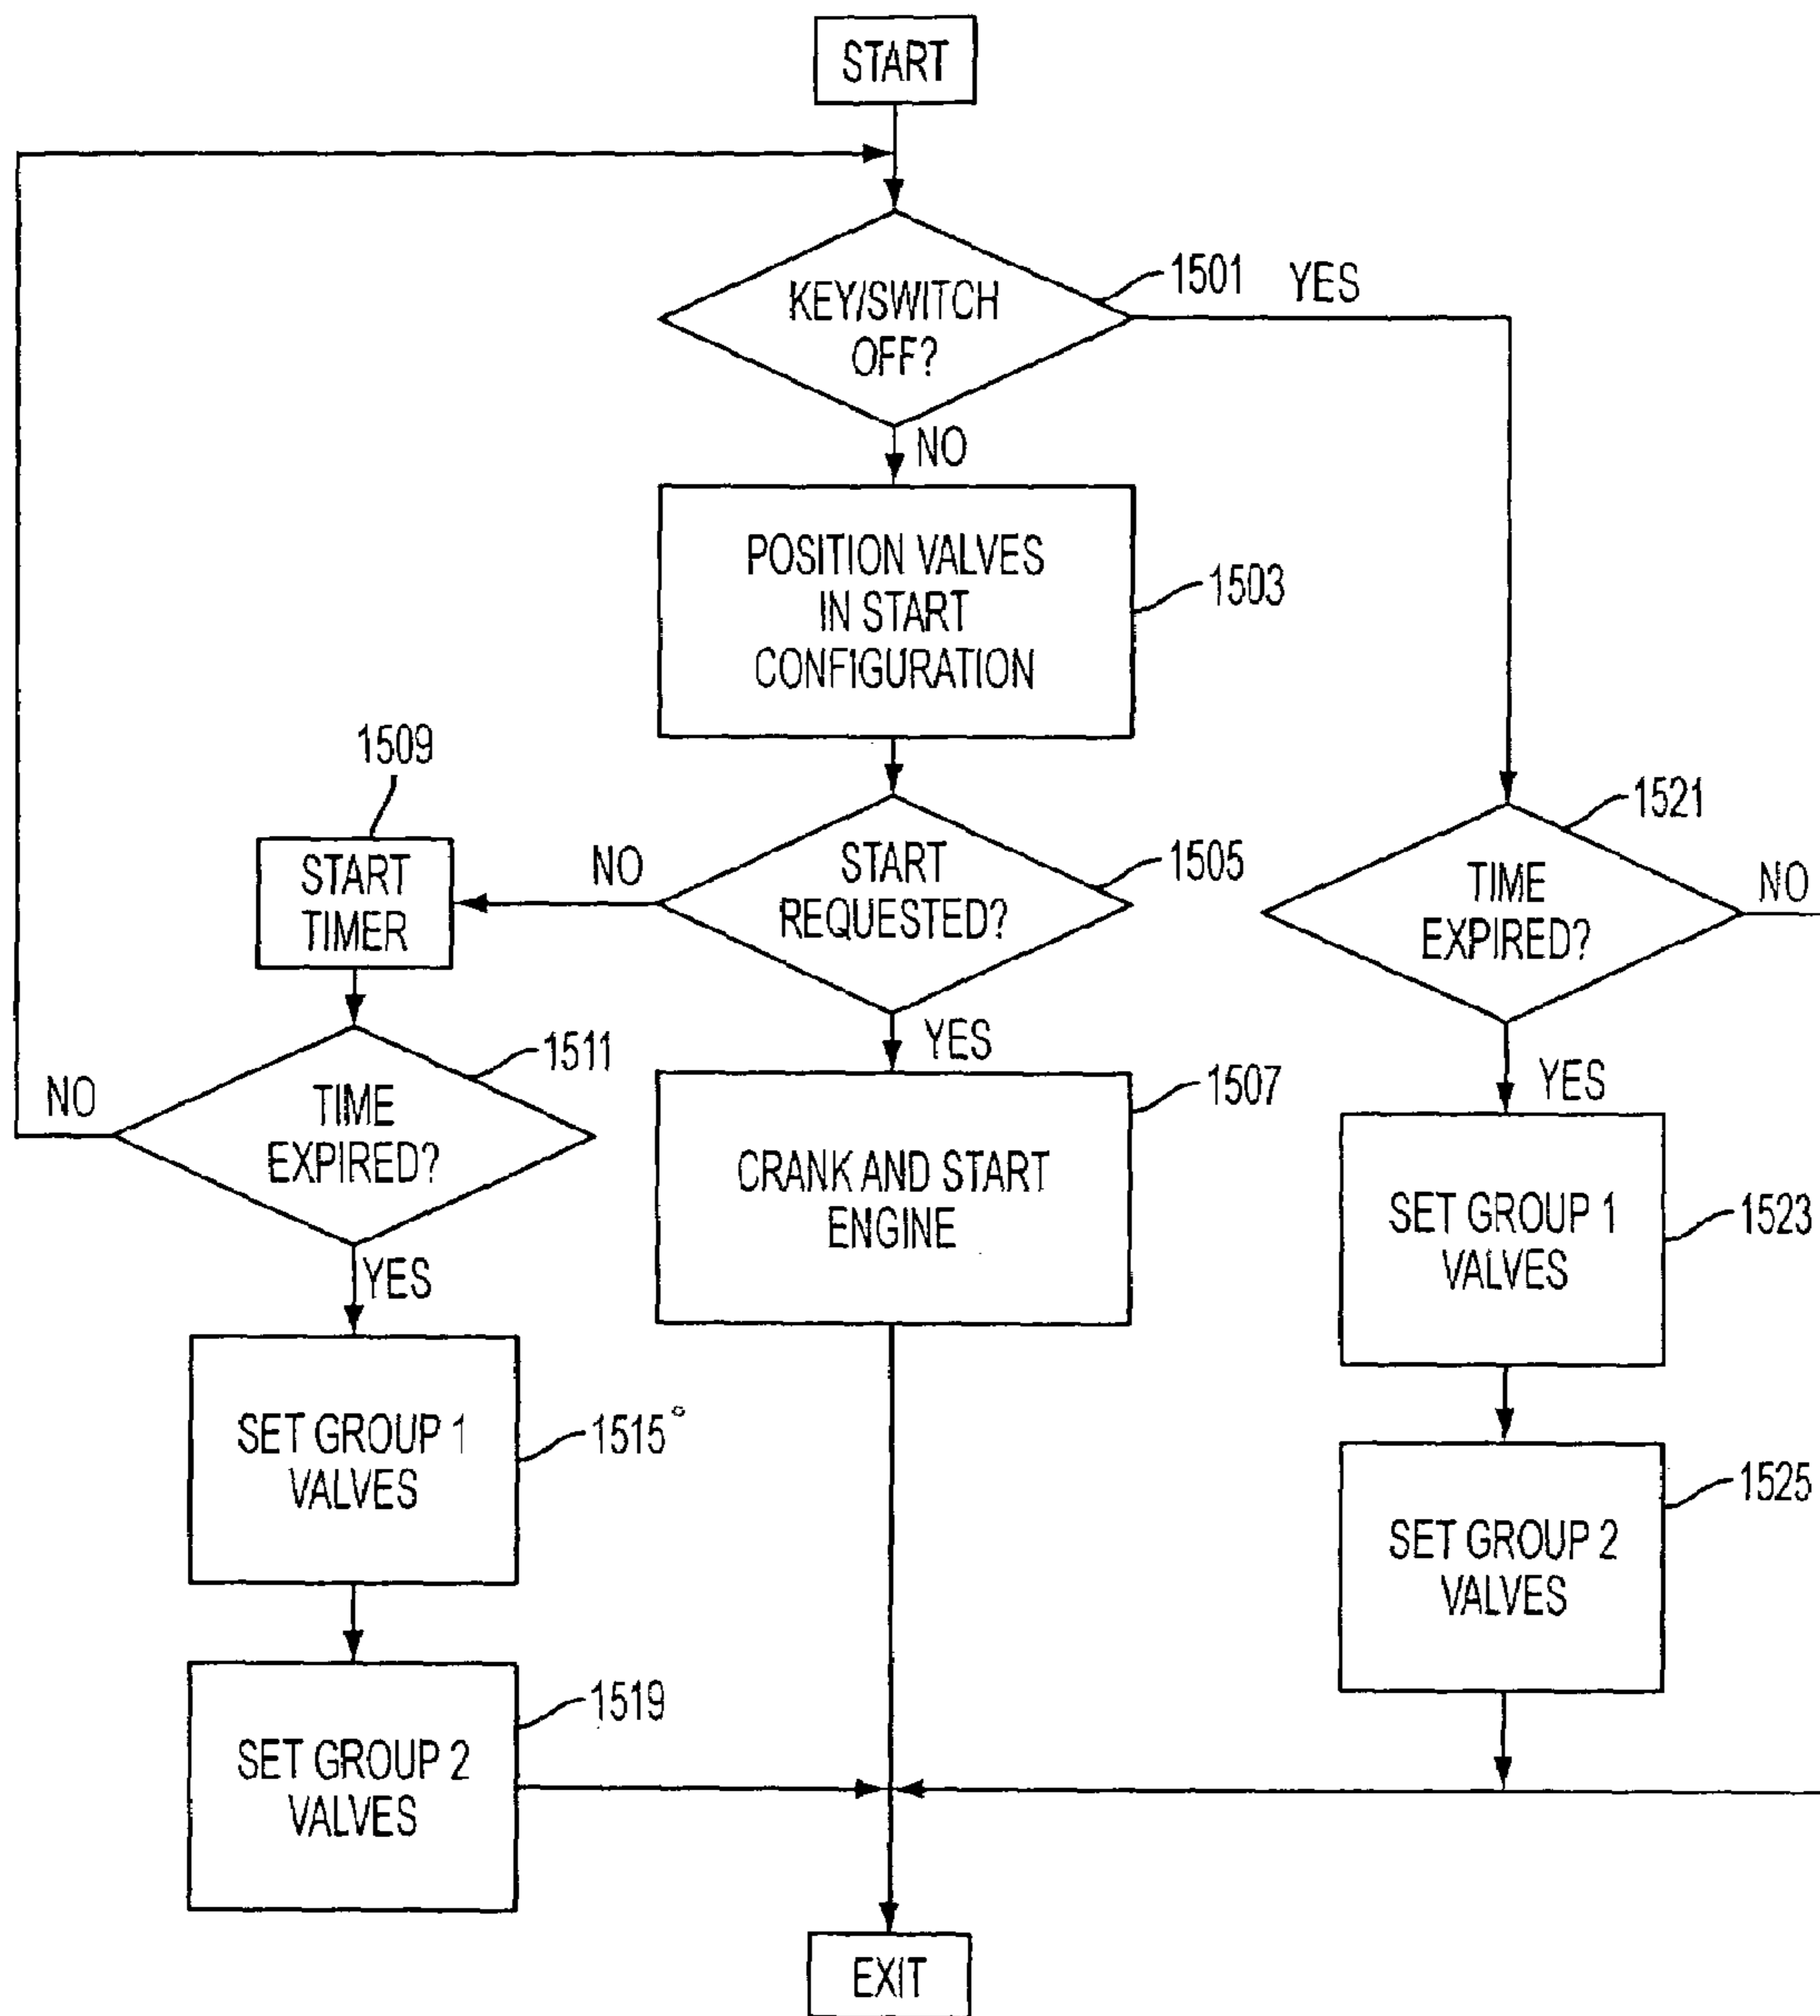 START
1501
YES
KEY/SWITCH
OFF?
NO
POSITION VALVES
IN START
CONFIGURATION
1503
1509
START
TIMER
NO
START
REQUESTED?
1505
1521
TIME
EXPIRED?
NO
YES
1511
NO
TIME
EXPIRED?
YES
1507
CRANK AND START
ENGINE
YES
SET GROUP 1
VALVES
1523
SET GROUP 1
VALVES
1515°
1525
SET GROUP 2
VALVES
1519
SET GROUP 2
VALVES
EXIT